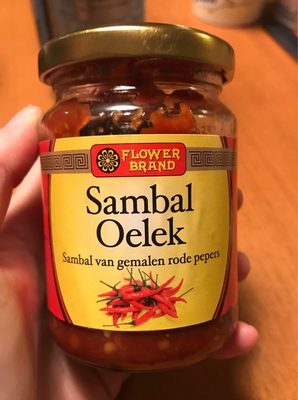 FLOWER
BRAND
Sambal
Oelek
Sambal van gemalen rode pepers